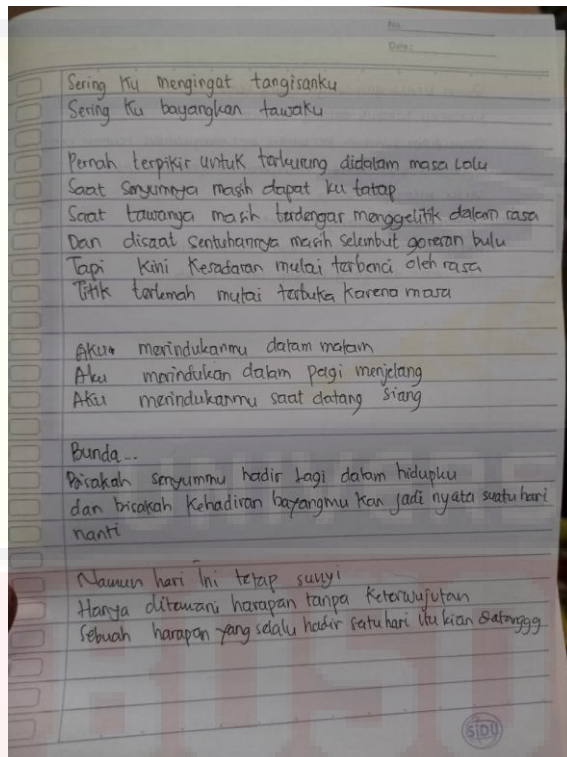 No.
Date:
Sering Ku mengingat tangisanku
Sering Ku bayangkan tawaku
Pernah terpikir untuk terkurung didalam masa lalu
Saat senyumnya masih dapat ku tatap
Saat tawanya masih terdengar menggelitik dalam rasa
Dan disaat sentuhannya masih selembut goresan bulu
Tapi kini Kesadaran mulai terbenci oleh rasa
Titik terlemah mulai terbuka karena masa
Aku merindukanmu dalam malam
Aku merindukan dalam pagi menjelang
Aku merindukanmu saat datang siang
Bunda...
Bisakah senyummu hadir lagi dalam hidupku
dan bisakah Kehadiran bayangmu kan jadi nyata suatu hari
nanti
Namun hari ini tetap sunyi
Hanya ditemani harapan tanpa Keterwujutan
Sebuah harapan yang selalu hadir satu hari itu kian datanggg
SIDU